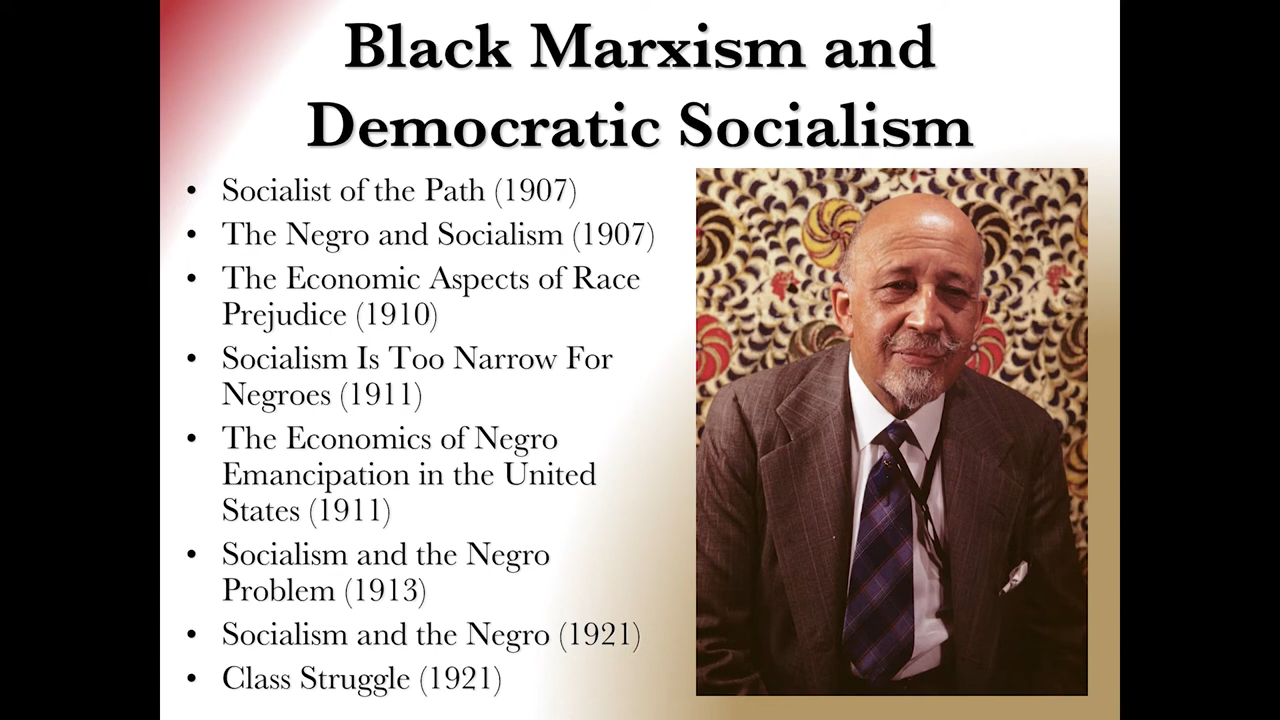 Black Marxism and
Democratic Socialism
• Socialist of the Path (1907)
• The Negro and Socialism (1907)
• The Economic Aspects of Race
Prejudice (1910)
• Socialism Is Too Narrow For
Negroes (1911)
• The Economics of Negro
Emancipation in the United
States (1911)
• Socialism and the Negro
Problem (1913)
• Socialism and the Negro (1921)
• Class Struggle (1921)